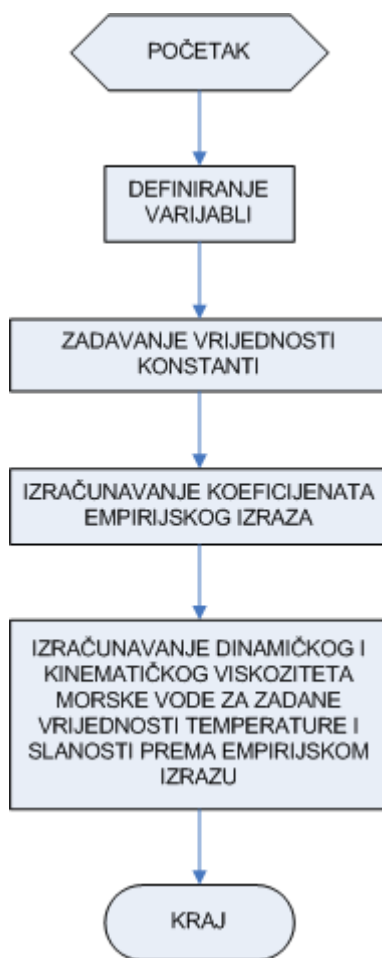 POČETAK
DEFINIRANJE
VARIJABLI
ZADAVANJE VRIJEDNOSTI
KONSTANTI
IZRAČUNAVANJE KOEFICIJENATA
EMPIRIJSKOG IZRAZA
IZRAČUNAVANJE DINAMIČKOG I
KINEMATIČKOG VISKOZITETA
MORSKE VODE ZA ZADANE
VRIJEDNOSTI TEMPERATURE I
SLANOSTI PREMA EMPIRIJSKOM
IZRAZU
KRAJ